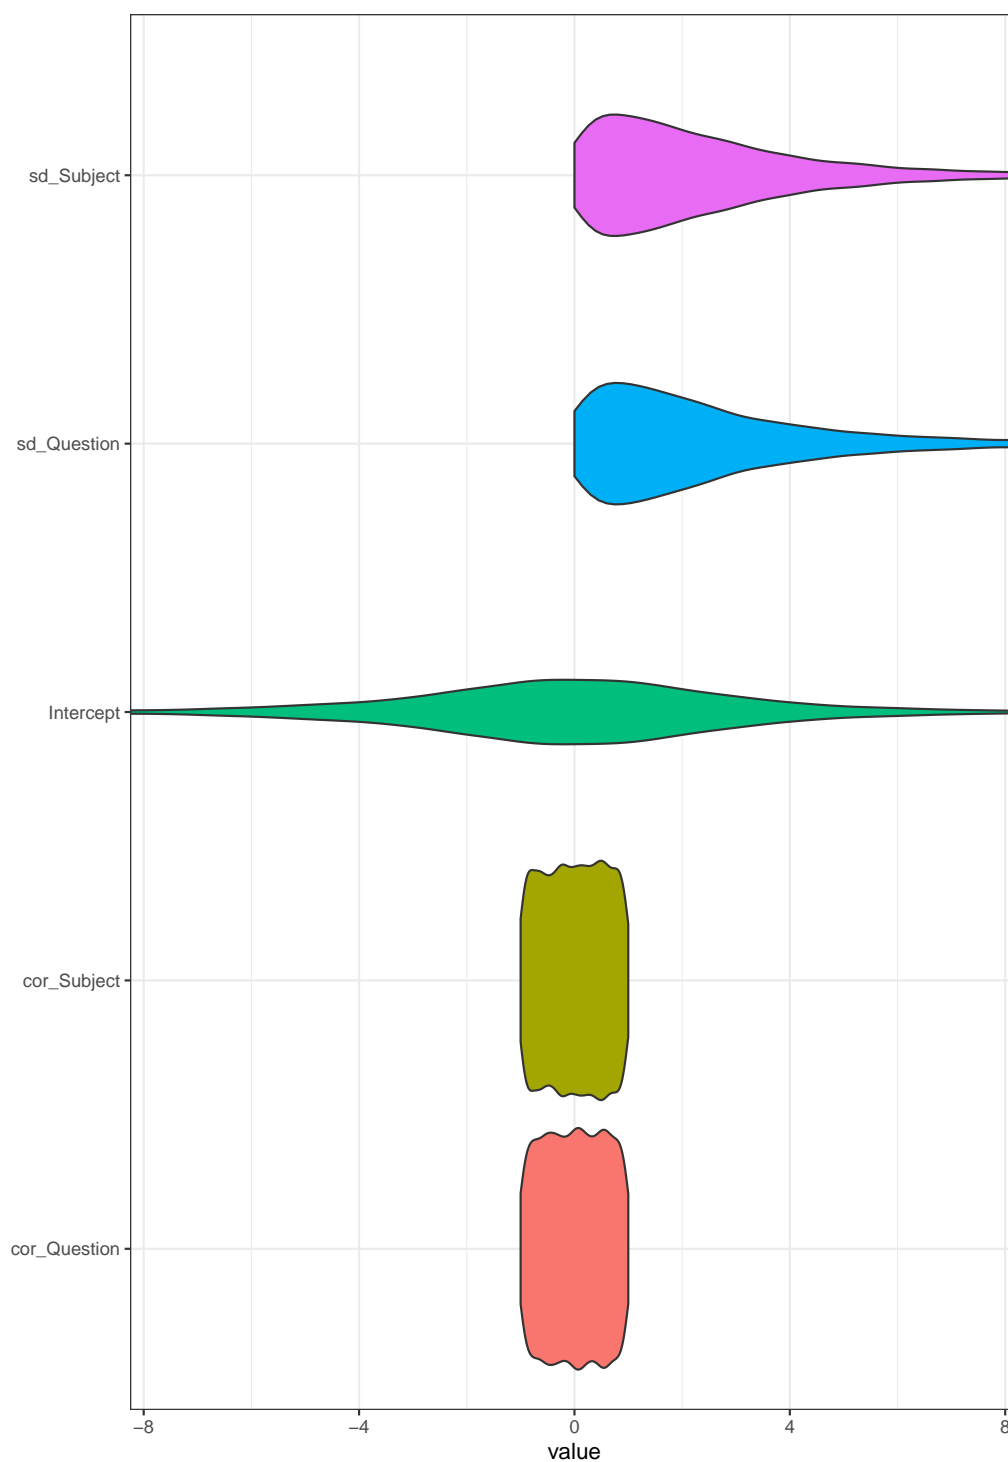 sd_Subject
sd_Question
Intercept
cor_Subject
cor_Question
−8 −4 0 4 8
value